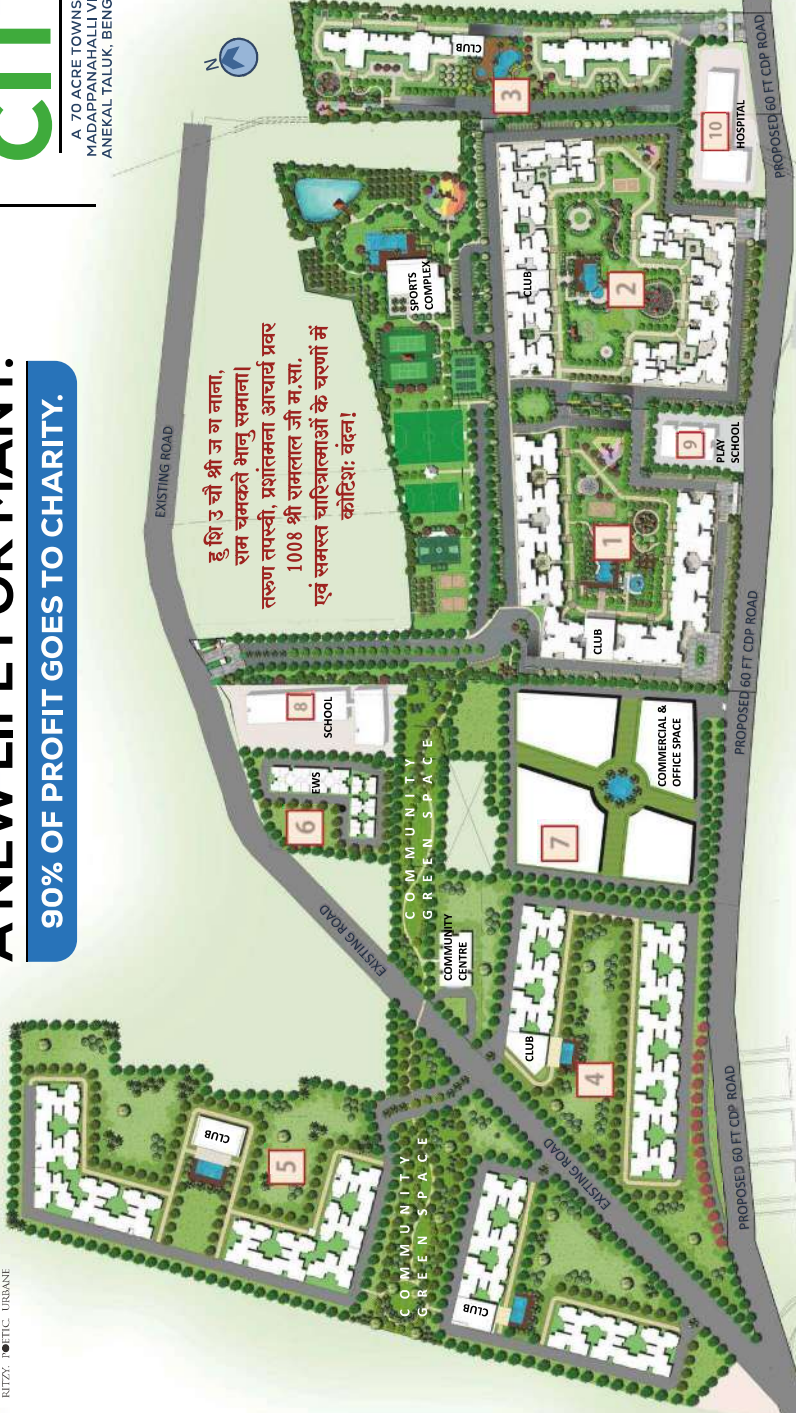 RITZY. POETIC. URBANE
A NEW LIFE FOR MANY.
90% OF PROFIT GOES TO CHARITY.
CITI
A 70 ACRE TOWNS
MADAPPANAHALLI VI
ANEKAL TALUK, BENG
N
EXISTING ROAD
हु शि उ चौ श्री ज ग नाना,
राम चमकते भानु समाना|
तरूण तपस्वी, प्रशांतमना आचार्य प्रवर
1008 श्री रामलाल जी म.सा.
एवं समस्त चारित्रात्माओं के चरणों में
कोटिश: वंदन!
CLUB
5
COMMUNITY
GREEN SPACE
CLUB
EXISTING ROAD
EXISTING ROAD
6
EWS
8
SCHOOL
COMMUNITY
GREEN SPACE
COMMUNITY
CENTRE
CLUB
4
7
COMMERCIAL &
OFFICE SPACE
SPORTS
COMPLEX
CLUB
1
CLUB
2
CLUB
3
9
PLAY
SCHOOL
10
HOSPITAL
PROPOSED 60 FT CDP ROAD
PROPOSED 60 FT CDP ROAD
PROPOSED 60 FT CDP ROAD